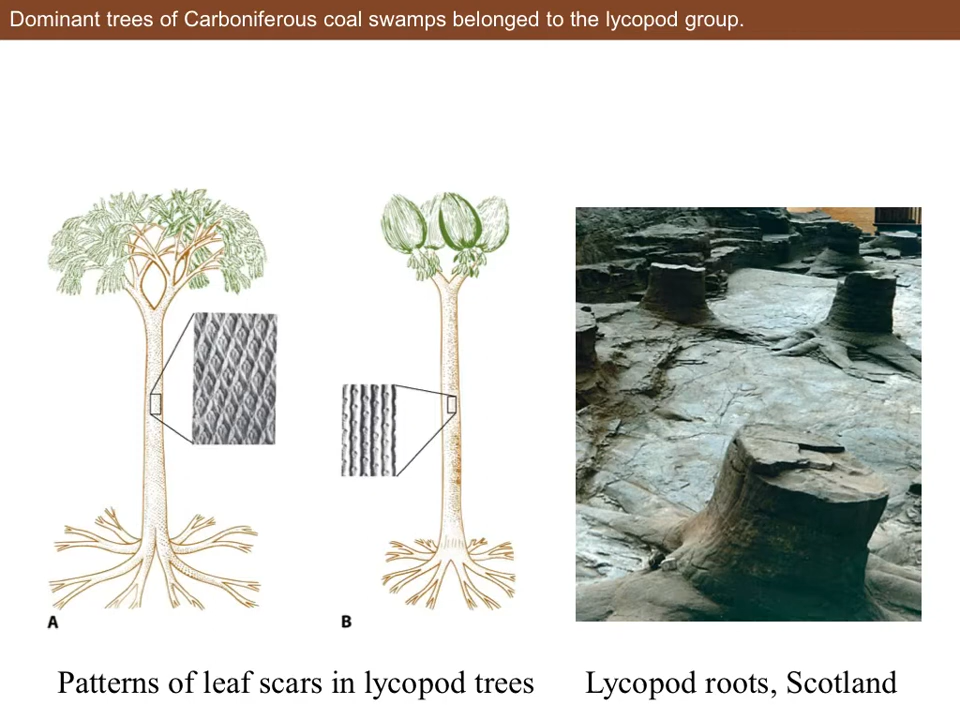 Dominant trees of Carboniferous coal swamps belonged to the lycopod group.
A
B
Patterns of leaf scars in lycopod trees
Lycopod roots, Scotland